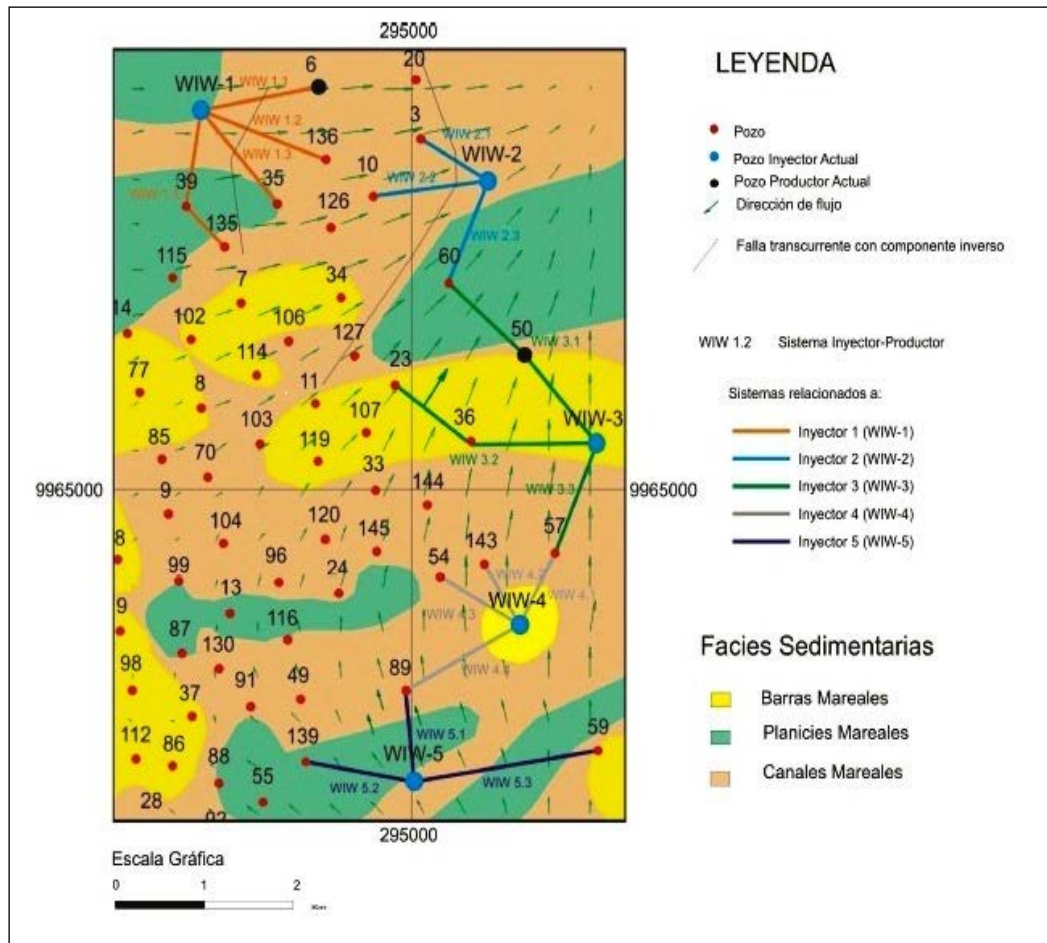 295000
20
6
WIW-1
WIW 1.1
WIW 1.2
3
WIW 2.1
136
WIW 1.3
WIW-2
10
WIW 2.2
39
35
126
135
WIW 2.3
60
115
7
34
14
102
106
127
50
WIW 3.1
114
23
77
8
11
107
36
WIW-3
103
119
WIW 3.2
85
70
33
9965000
9965000
144
WIW 3.3
9
104
120
145
57
8
143
54
99
96
24
WIW 4.2
WIW 4.1
13
WIW-4
9
116
WIW 4.3
87
130
WIW 4.4
98
89
91
49
37
59
139
WIW 5.1
112
86
WIW-5
88
WIW 5.2
WIW 5.3
55
28
92
295000
Escala Gráfica
0
1
2
Km
LEYENDA
Pozo
Pozo Inyector Actual
Pozo Productor Actual
Dirección de flujo
Falla transcurrente con componente inverso
WIW 1.2 Sistema Inyector-Productor
Sistemas relacionados a:
Inyector 1 (WIW-1)
Inyector 2 (WIW-2)
Inyector 3 (WIW-3)
Inyector 4 (WIW-4)
Inyector 5 (WIW-5)
Facies Sedimentarias
Barras Mareales
Planicies Mareales
Canales Mareales